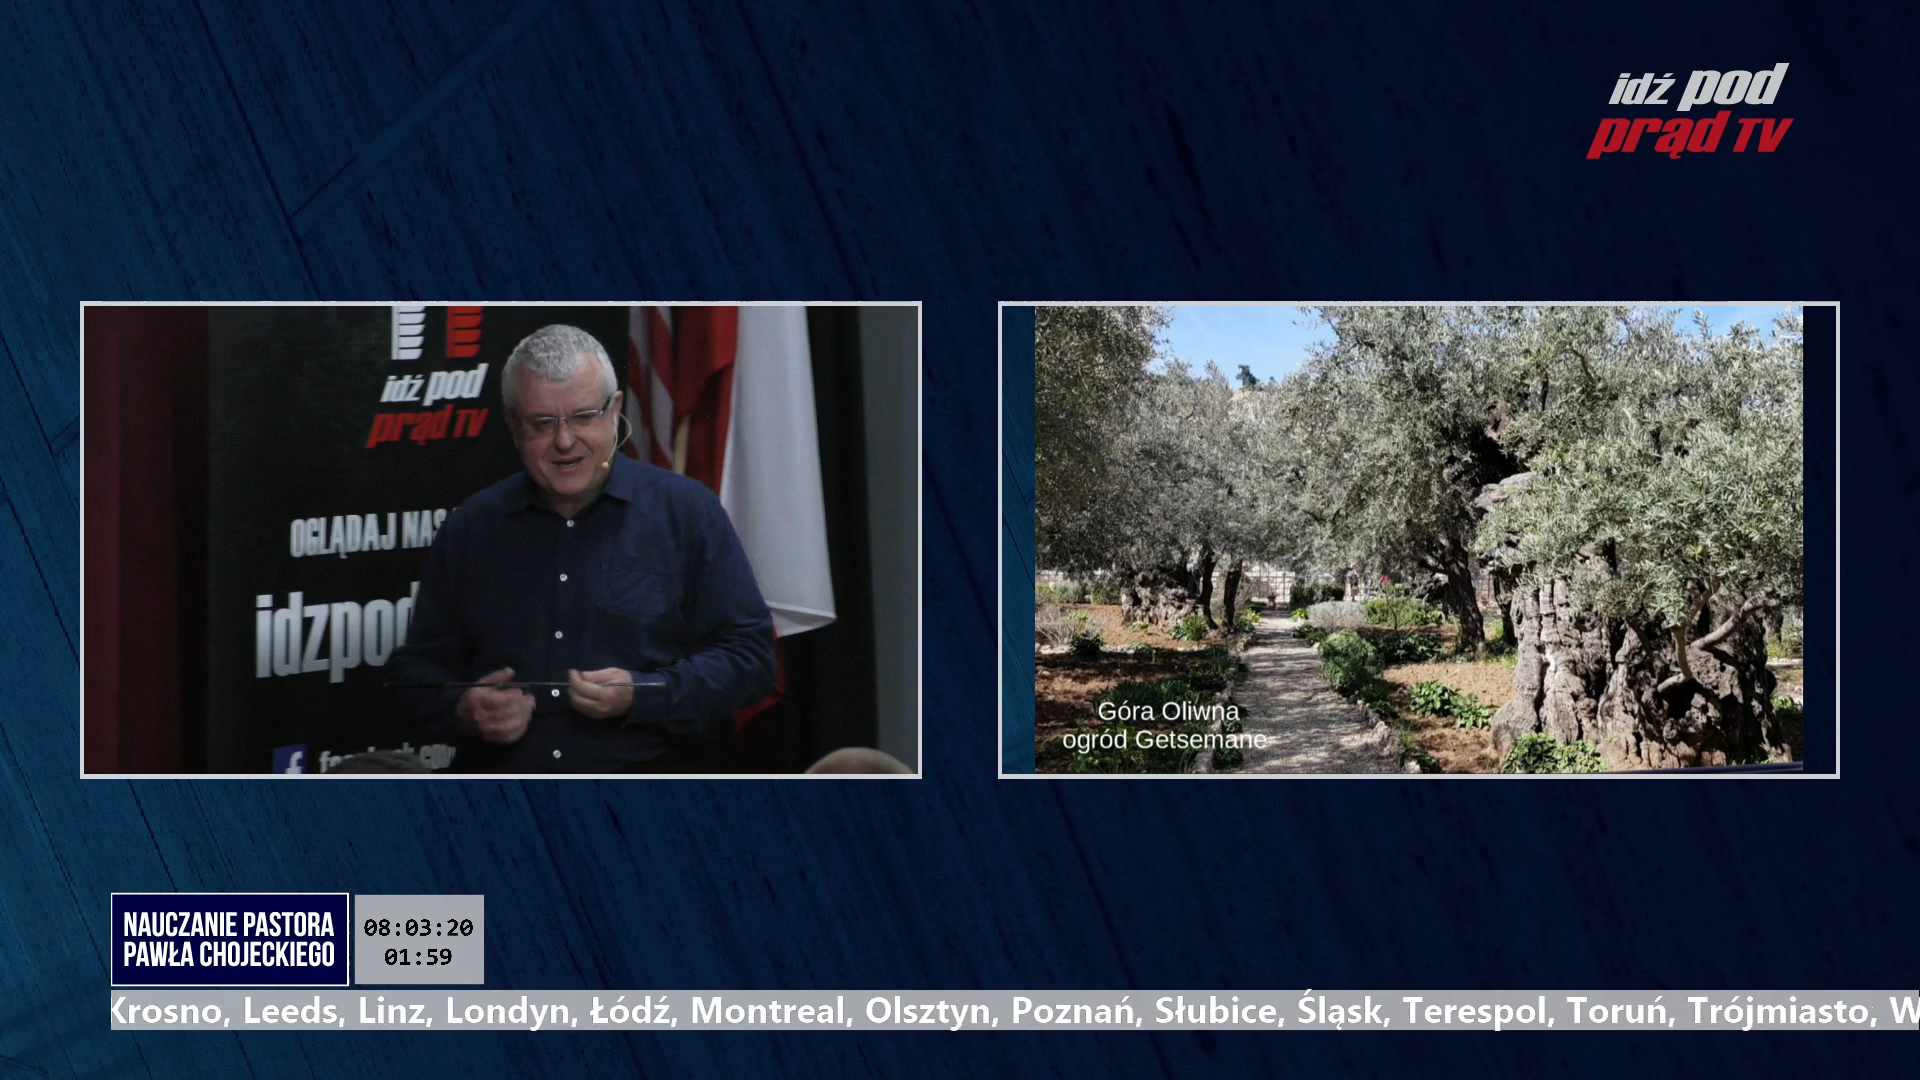 idź pod
prąd TV
idź pod
prąd TV
OGLĄDAJ NAS
idzpod
Góra Oliwna
ogród Getsemane
NAUCZANIE PASTORA
PAWŁA CHOJECKIEGO
08:03:20
01:59
Krosno, Leeds, Linz, Londyn, Łódź, Montreal, Olsztyn, Poznań, Słubice, Śląsk, Terespol, Toruń, Trójmiasto, W